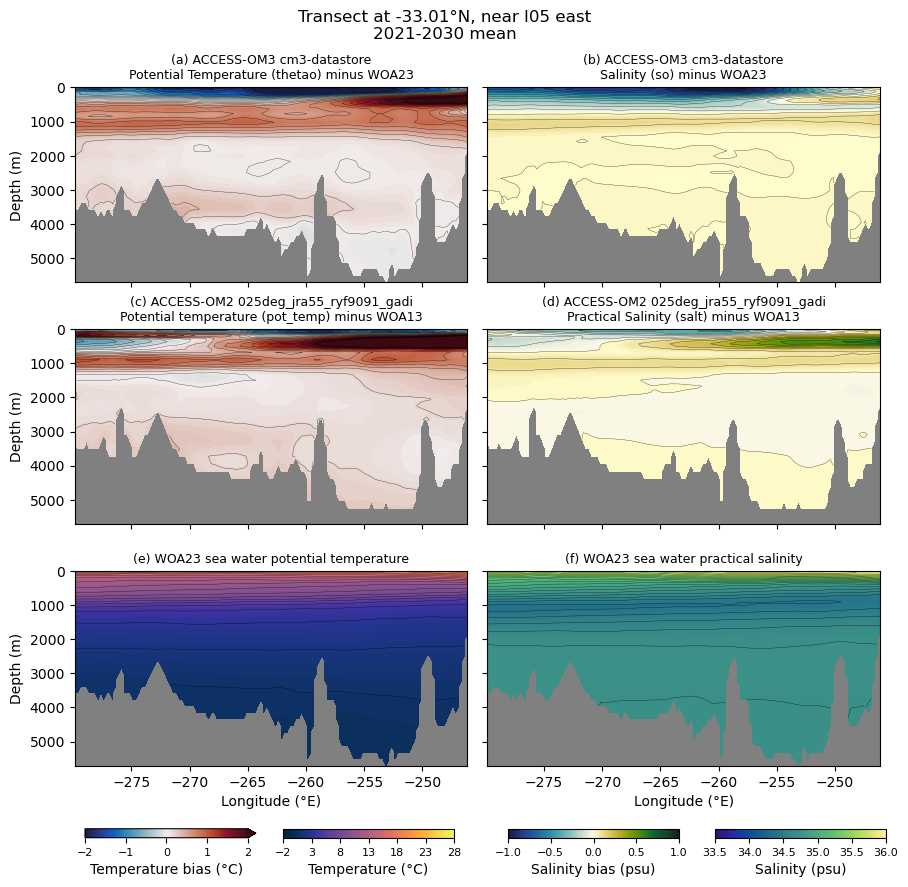 Transect at -33.01°N, near I05 east
2021-2030 mean
(a) ACCESS-OM3 cm3-datastore
Potential Temperature (thetao) minus WOA23
(b) ACCESS-OM3 cm3-datastore
Salinity (so) minus WOA23
0
1000
2000
3000
4000
5000
Depth (m)
(c) ACCESS-OM2 025deg_jra55_ryf9091_gadi
Potential temperature (pot_temp) minus WOA13
(d) ACCESS-OM2 025deg_jra55_ryf9091_gadi
Practical Salinity (salt) minus WOA13
0
1000
2000
3000
4000
5000
Depth (m)
(e) WOA23 sea water potential temperature
(f) WOA23 sea water practical salinity
0
1000
2000
3000
4000
5000
Depth (m)
−275 −270 −265 −260 −255 −250
−275 −270 −265 −260 −255 −250
Longitude (°E)
Longitude (°E)
−2 −1 0 1 2
−2 3 8 13 18 23 28
−1.0 −0.5 0.0 0.5 1.0
33.5 34.0 34.5 35.0 35.5 36.0
Temperature bias (°C)
Temperature (°C)
Salinity bias (psu)
Salinity (psu)